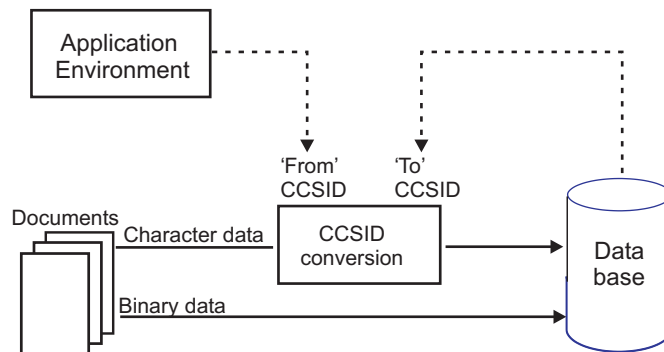 Application
Environment
'From'
CCSID
'To'
CCSID
Documents
Character data
CCSID
conversion
Data
base
Binary data